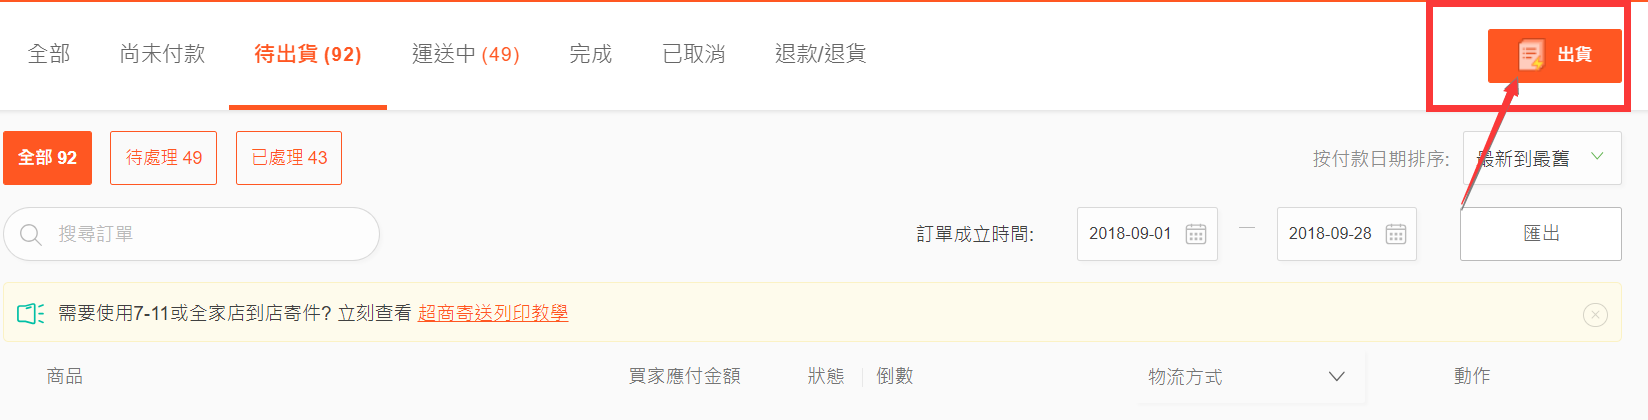 全部 尚未付款 待出貨 (92) 運送中 (49) 完成 已取消 退款/退貨 出貨
全部 92 待處理 49 已處理 43 按付款日期排序: 最新到最舊
搜尋訂單 訂單成立時間: 2018-09-01 — 2018-09-28 匯出
需要使用7-11或全家店到店寄件? 立刻查看 超商寄送列印教學
商品 買家應付金額 狀態 倒數 物流方式 動作